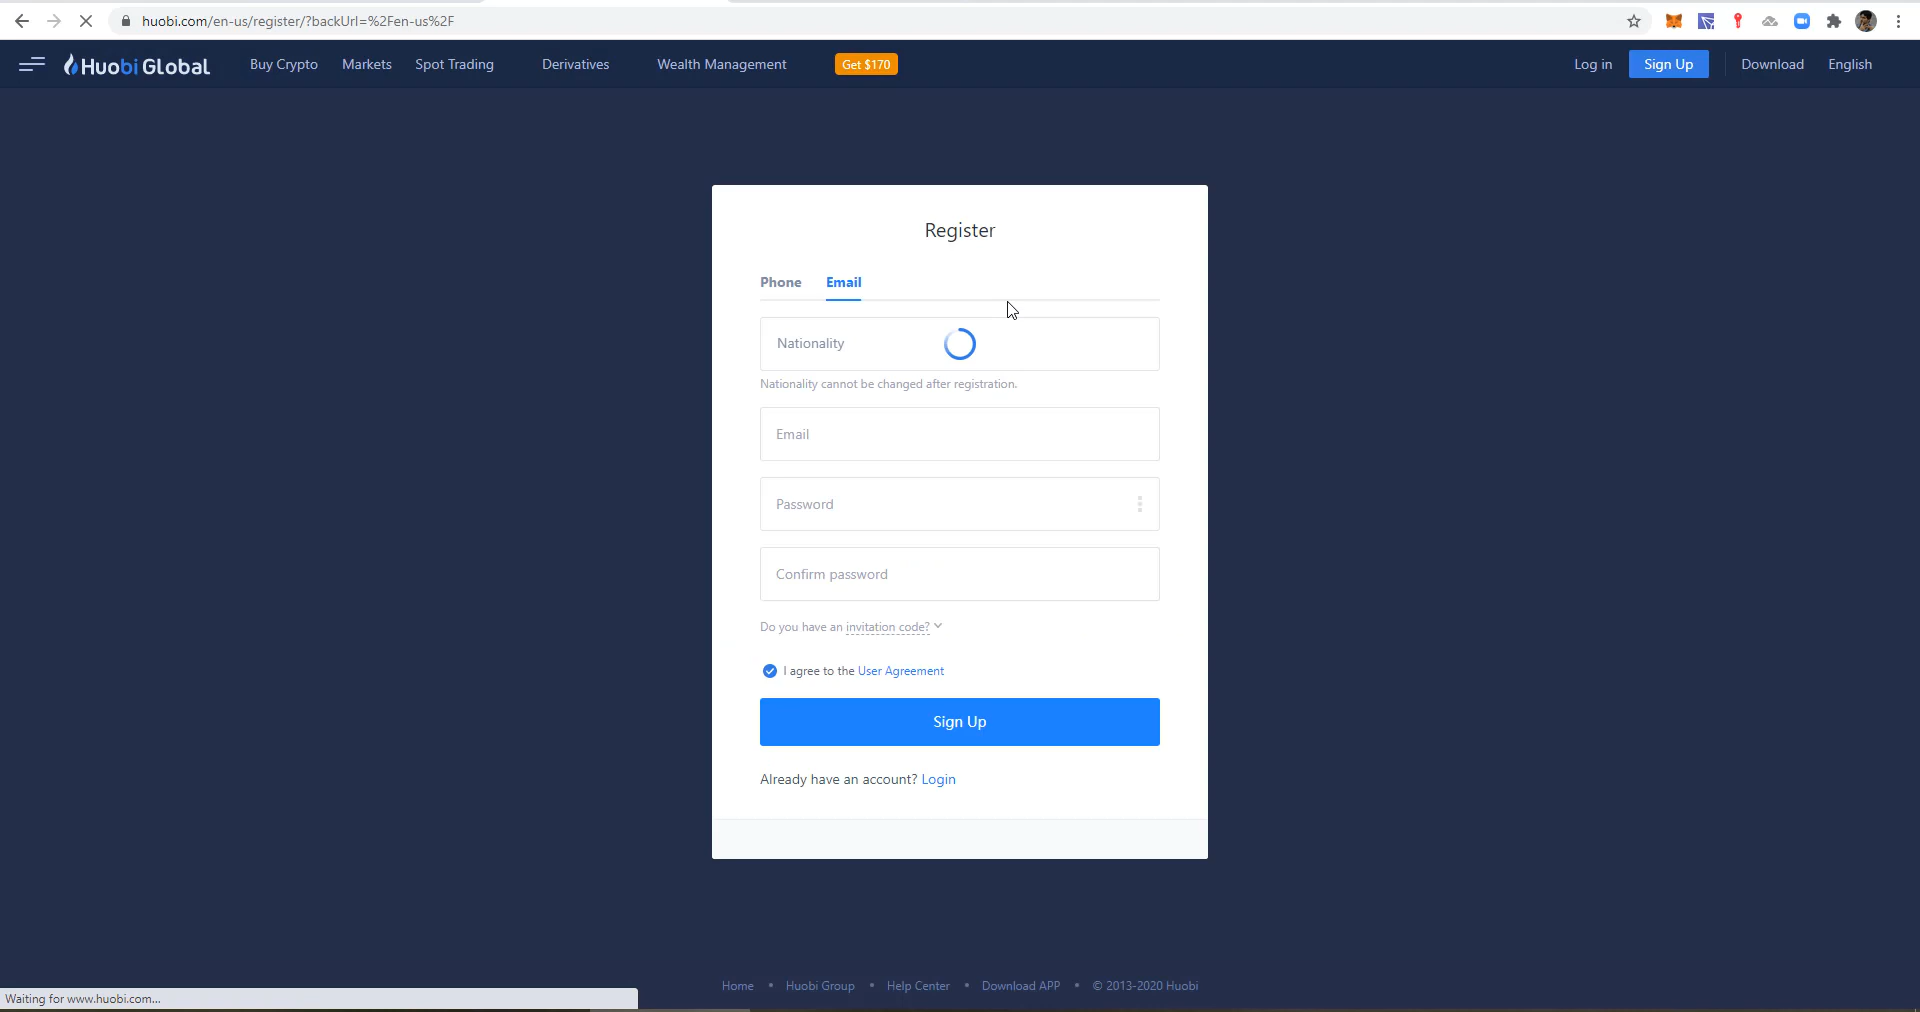 huobi.com/en-us/register/?backUrl=%2Fen-us%2F
Huobi Global Buy Crypto Markets Spot Trading Derivatives Wealth Management Get $170 Log in Sign Up Download English
Register
Phone Email
Nationality
Nationality cannot be changed after registration.
Email
Password
Confirm password
Do you have an invitation code?
I agree to the User Agreement
Sign Up
Already have an account? Login
Home • Huobi Group • Help Center • Download APP • © 2013-2020 Huobi
Waiting for www.huobi.com...